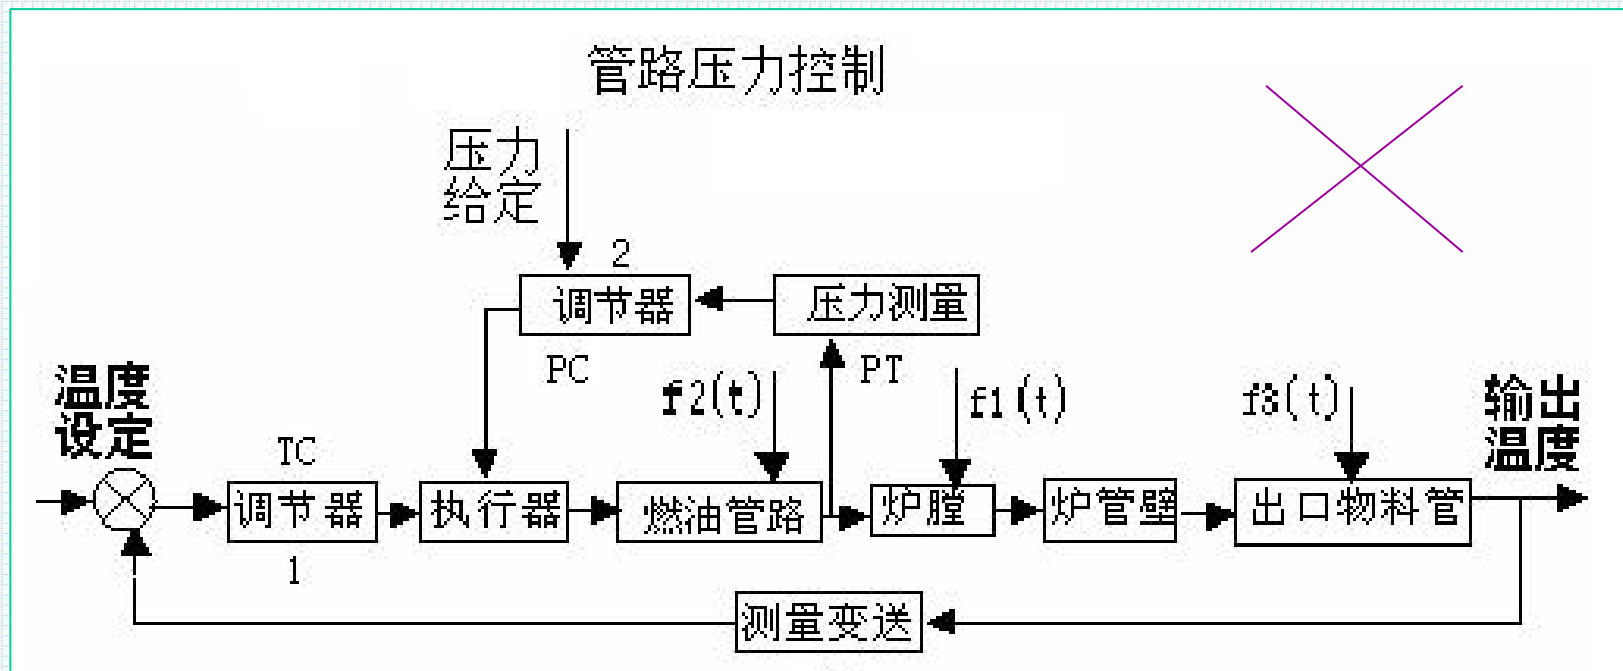 管路压力控制
压力
给定
2
调节器
压力测量
PC
PT
温度
设定
f2(t)
f1(t)
f3(t)
输出
温度
TC
调节器
执行器
燃油管路
炉膛
炉管壁
出口物料管
1
测量变送